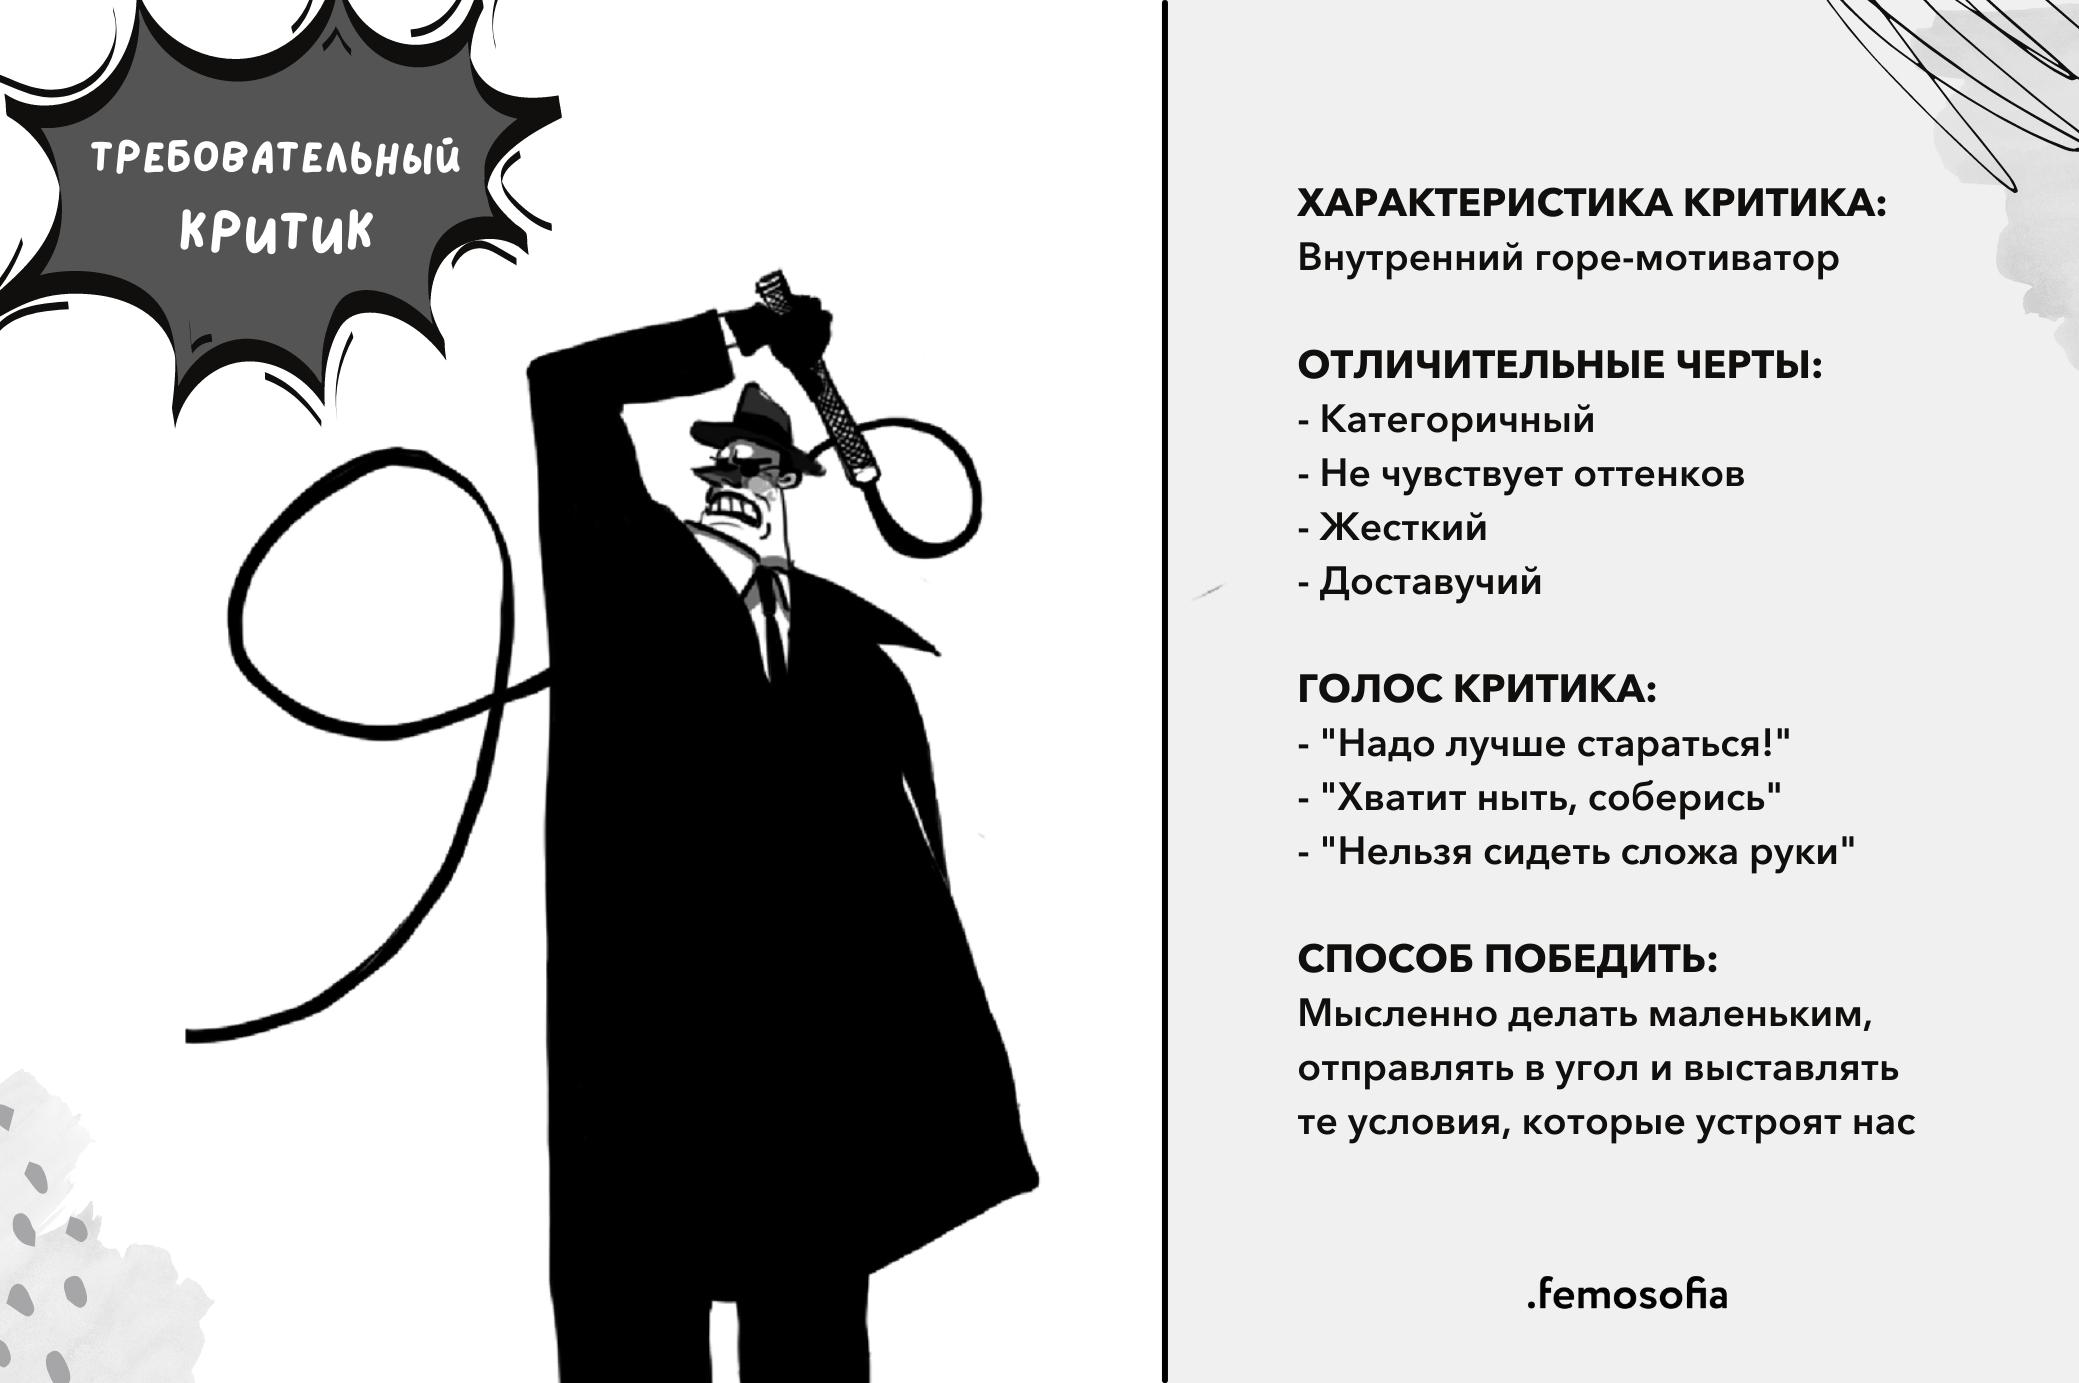 ТРЕБОВАТЕЛЬНЫЙ
КРИТИК
ХАРАКТЕРИСТИКА КРИТИКА:
Внутренний горе-мотиватор
ОТЛИЧИТЕЛЬНЫЕ ЧЕРТЫ:
- Категоричный
- Не чувствует оттенков
- Жесткий
- Доставучий
ГОЛОС КРИТИКА:
- "Надо лучше стараться!"
- "Хватит ныть, соберись"
- "Нельзя сидеть сложа руки"
СПОСОБ ПОБЕДИТЬ:
Мысленно делать маленьким,
отправлять в угол и выставлять
те условия, которые устроят нас
.femosofia